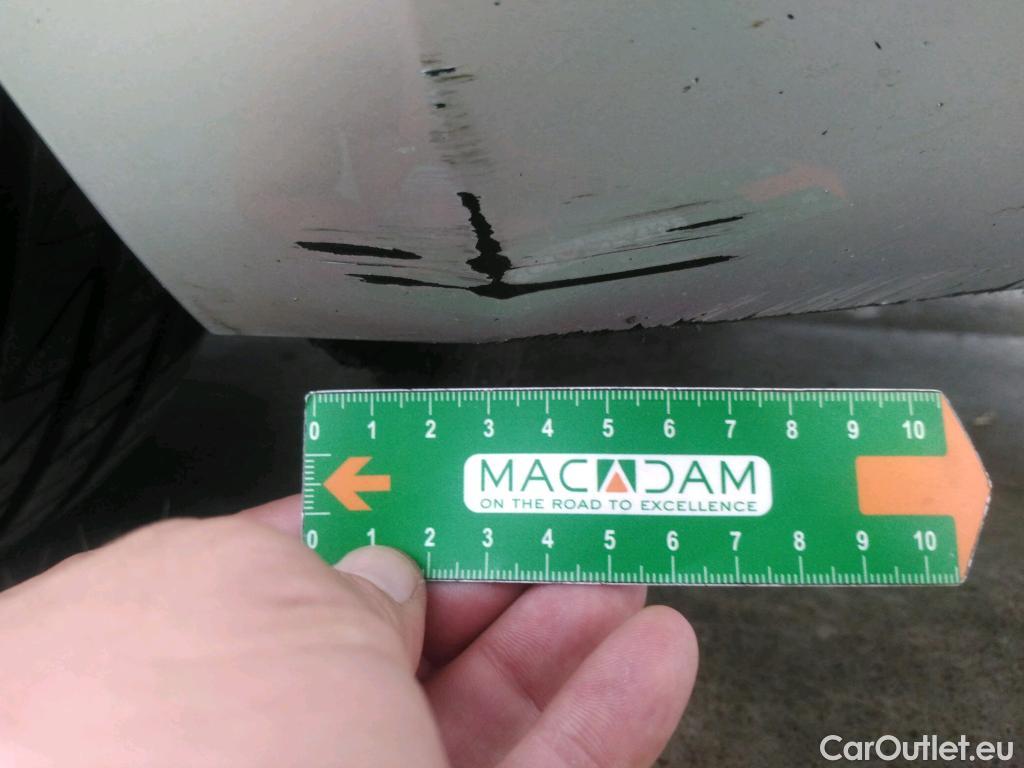 0 1 2 3 4 5 6 7 8 9 10
MACADAM
ON THE ROAD TO EXCELLENCE
0 1 2 3 4 5 6 7 8 9 10
CarOutlet.eu